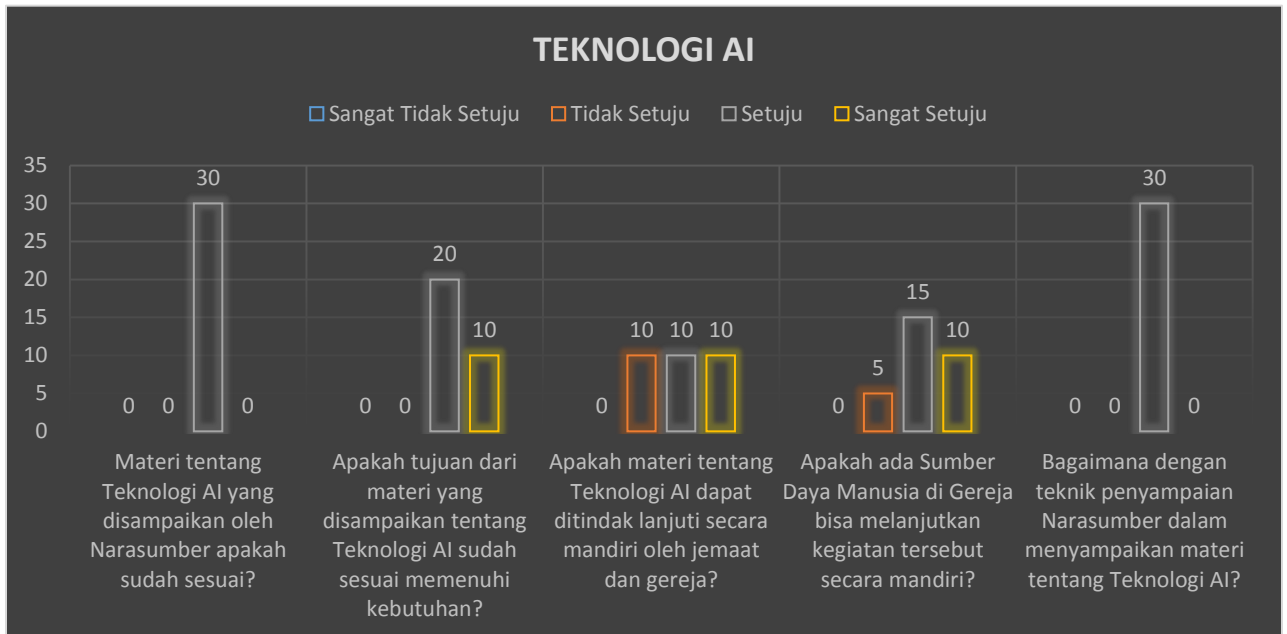 TEKNOLOGI AI
Sangat Tidak Setuju Tidak Setuju Setuju Sangat Setuju
35
30
25
20
15
10
5
0
0 0 30 0
0 0 20 10
0 10 10 10
0 5 15 10
0 0 30 0
Materi tentang
Teknologi AI yang
disampaikan oleh
Narasumber apakah
sudah sesuai?
Apakah tujuan dari
materi yang
disampaikan tentang
Teknologi AI sudah
sesuai memenuhi
kebutuhan?
Apakah materi tentang
Teknologi AI dapat
ditindak lanjuti secara
mandiri oleh jemaat
dan gereja?
Apakah ada Sumber
Daya Manusia di Gereja
bisa melanjutkan
kegiatan tersebut
secara mandiri?
Bagaimana dengan
teknik penyampaian
Narasumber dalam
menyampaikan materi
tentang Teknologi AI?